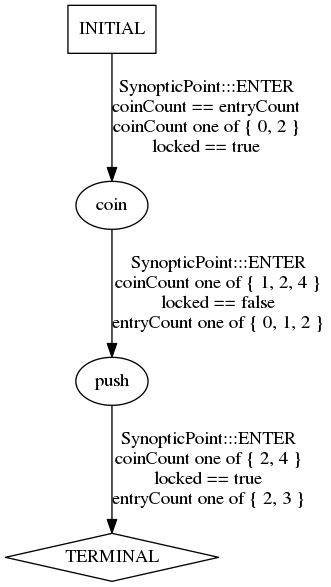 INITIAL
SynopticPoint:::ENTER
coinCount == entryCount
coinCount one of { 0, 2 }
locked == true
coin
SynopticPoint:::ENTER
coinCount one of { 1, 2, 4 }
locked == false
entryCount one of { 0, 1, 2 }
push
SynopticPoint:::ENTER
coinCount one of { 2, 4 }
locked == true
entryCount one of { 2, 3 }
TERMINAL